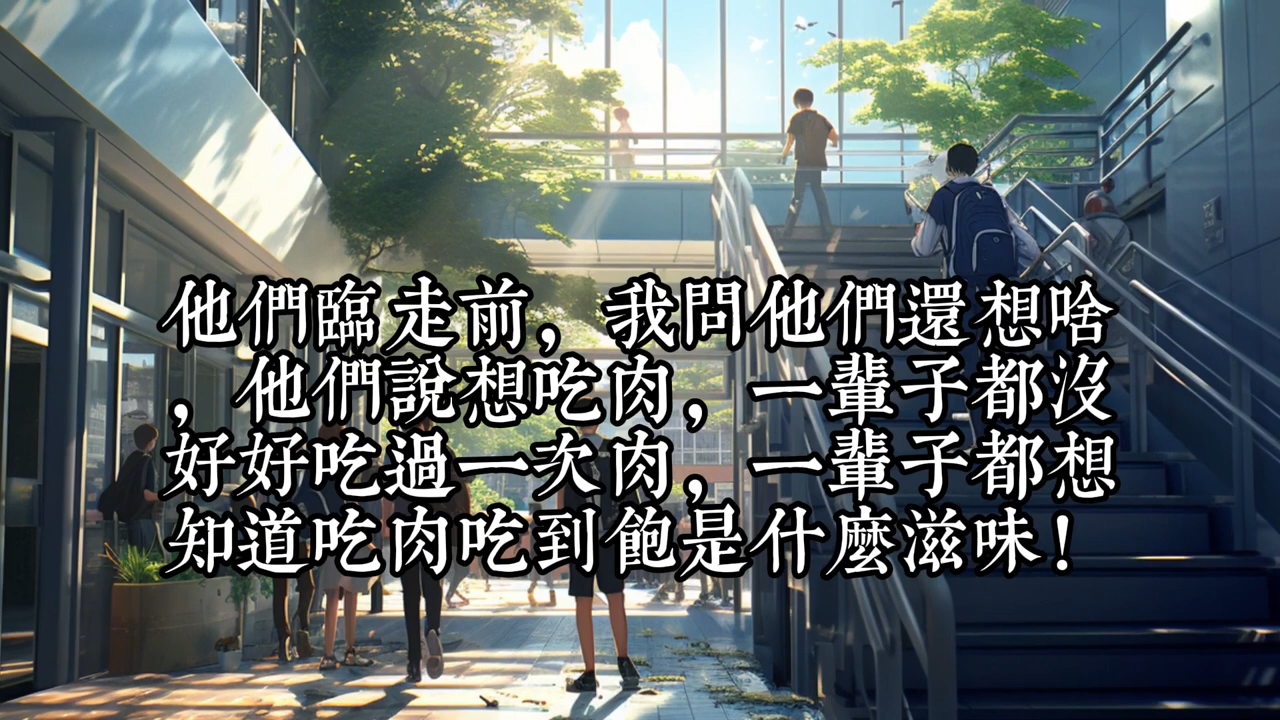 他們臨走前，我問他們還想啥
，他們說想吃肉，一輩子都沒
好好吃過一次肉，一輩子都想
知道吃肉吃到飽是什麼滋味！